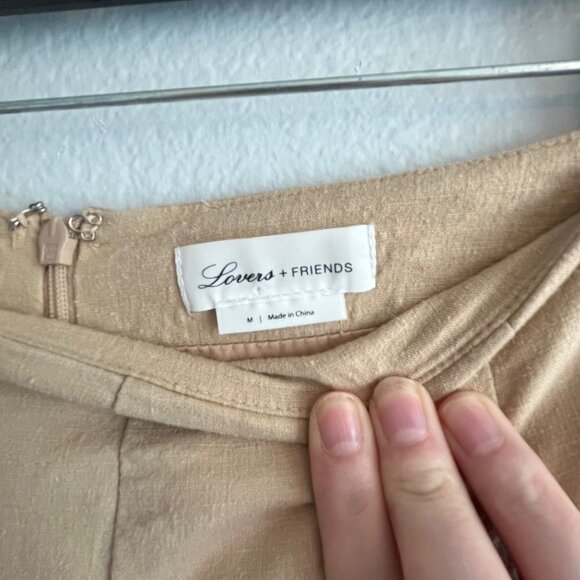 Lovers + FRIENDS
M | Made in China